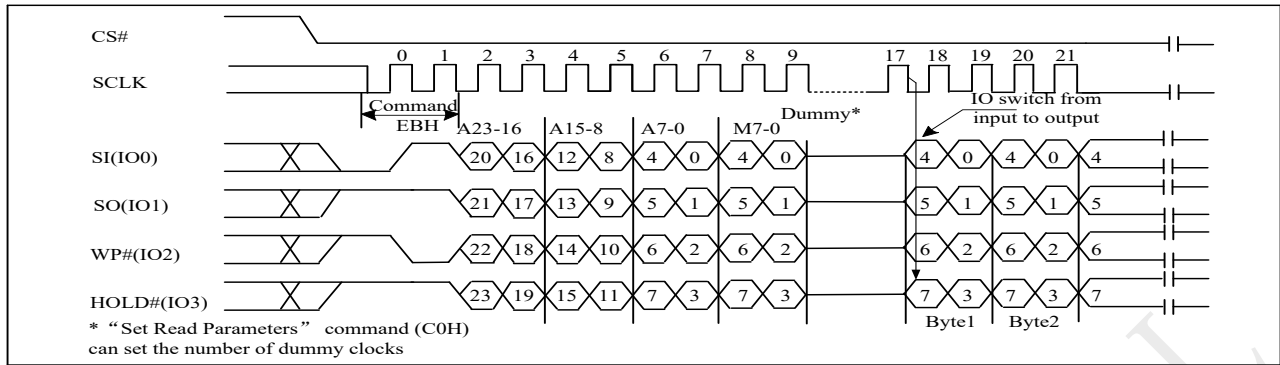 CS#
0 1 2 3 4 5 6 7 8 9 17 18 19 20 21
SCLK
Command
EBH
Dummy*
IO switch from
input to output
A23-16 A15-8 A7-0 M7-0
SI(IO0) 20 16 12 8 4 0 4 0 4 0 4 0 4
SO(IO1) 21 17 13 9 5 1 5 1 5 1 5 1 5
WP#(IO2) 22 18 14 10 6 2 6 2 6 2 6 2 6
HOLD#(IO3) 23 19 15 11 7 3 7 3 7 3 7 3 7
Byte1 Byte2
* “Set Read Parameters” command (C0H)
can set the number of dummy clocks